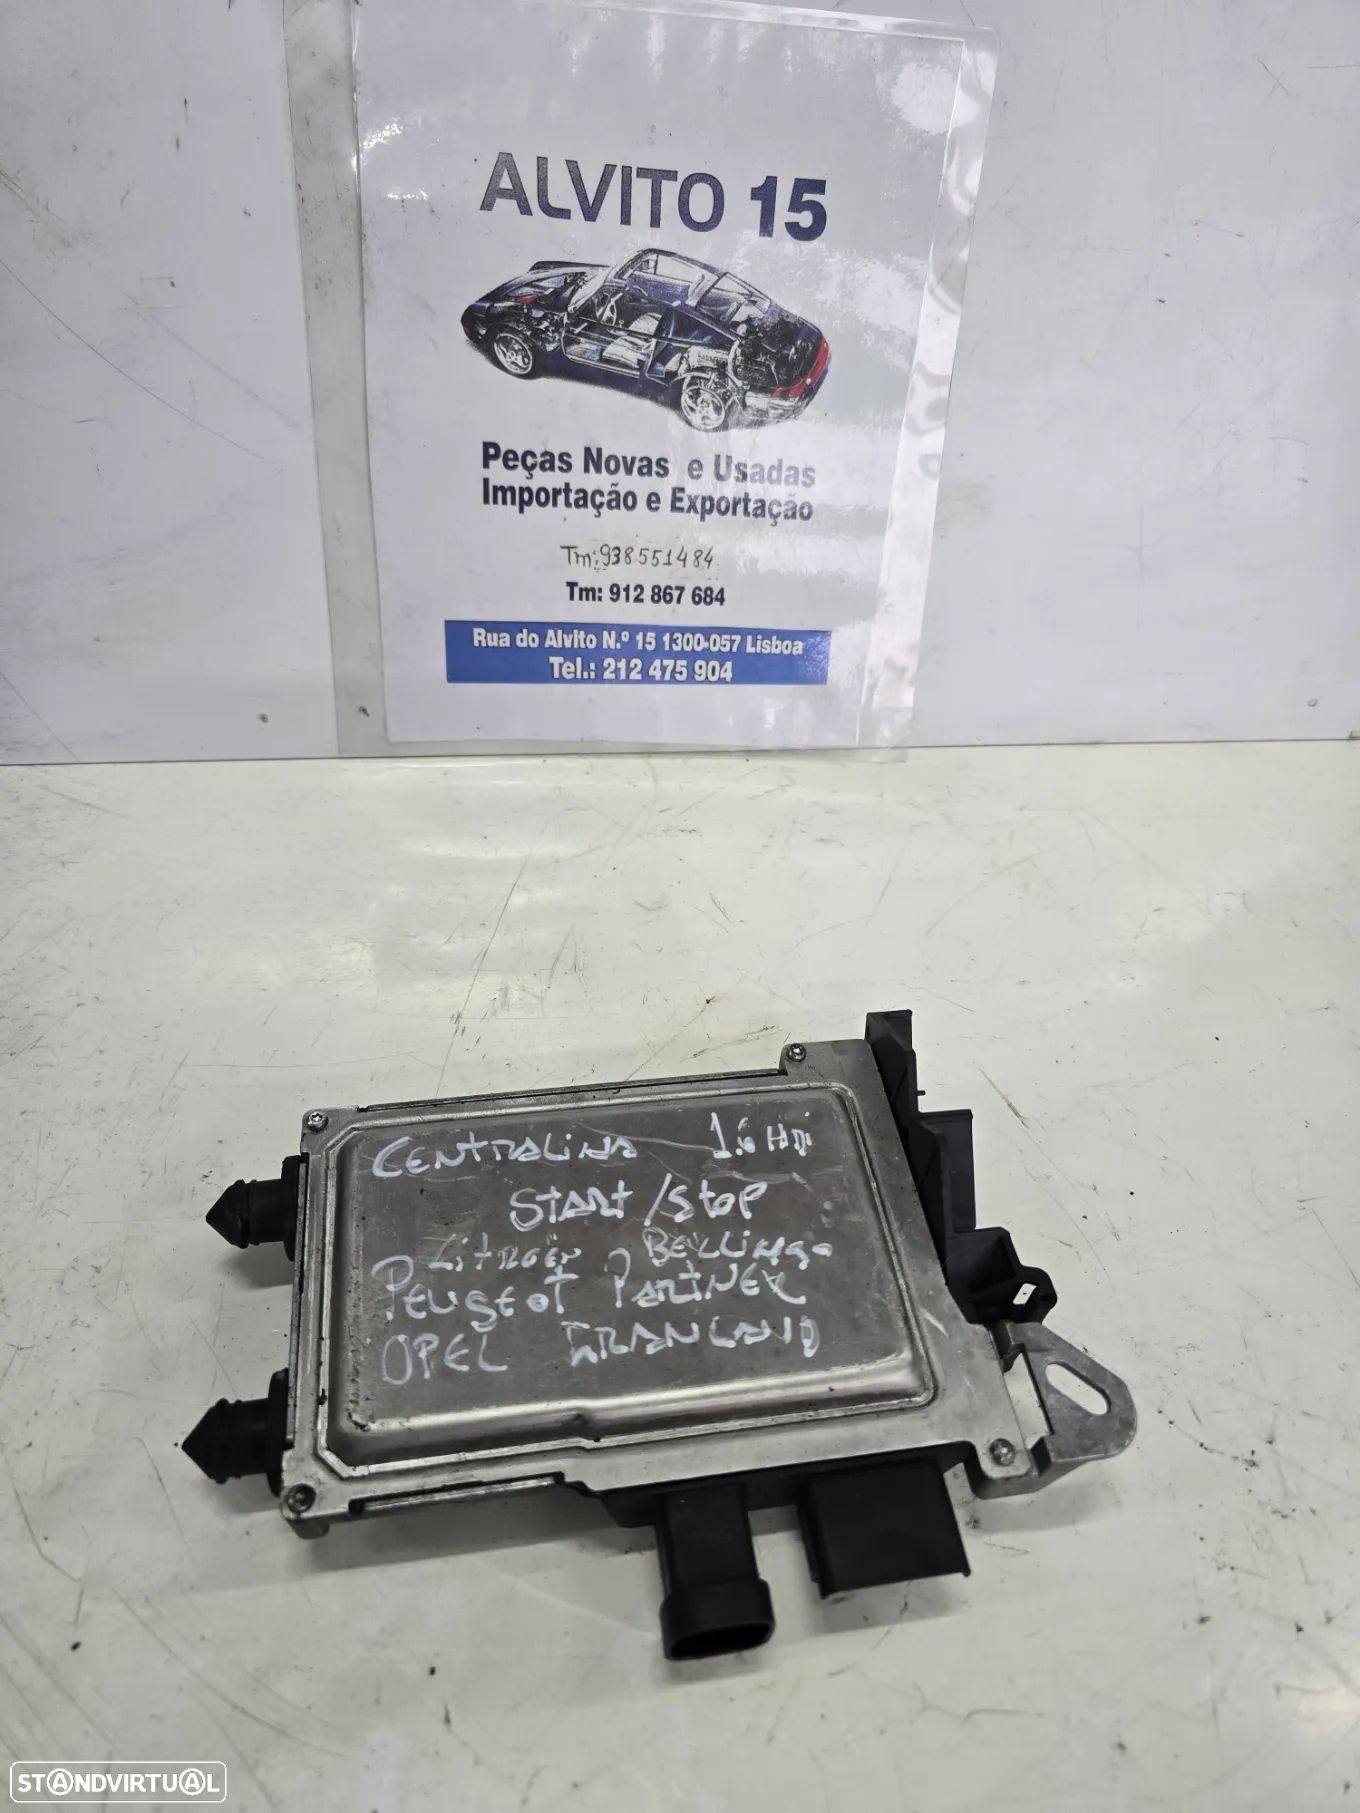 ALVITO 15
Peças Novas e Usadas
Importação e Exportação
Tm: 938551484
Tm: 912 867 684
Rua do Alvito N.º 15 1300-057 Lisboa
Tel.: 212 475 904
CENTRALINA 1.6 HDi
START/STOP
CITROËN BERLINGO
PEUGEOT PARTNER
OPEL
STANDVIRTUAL